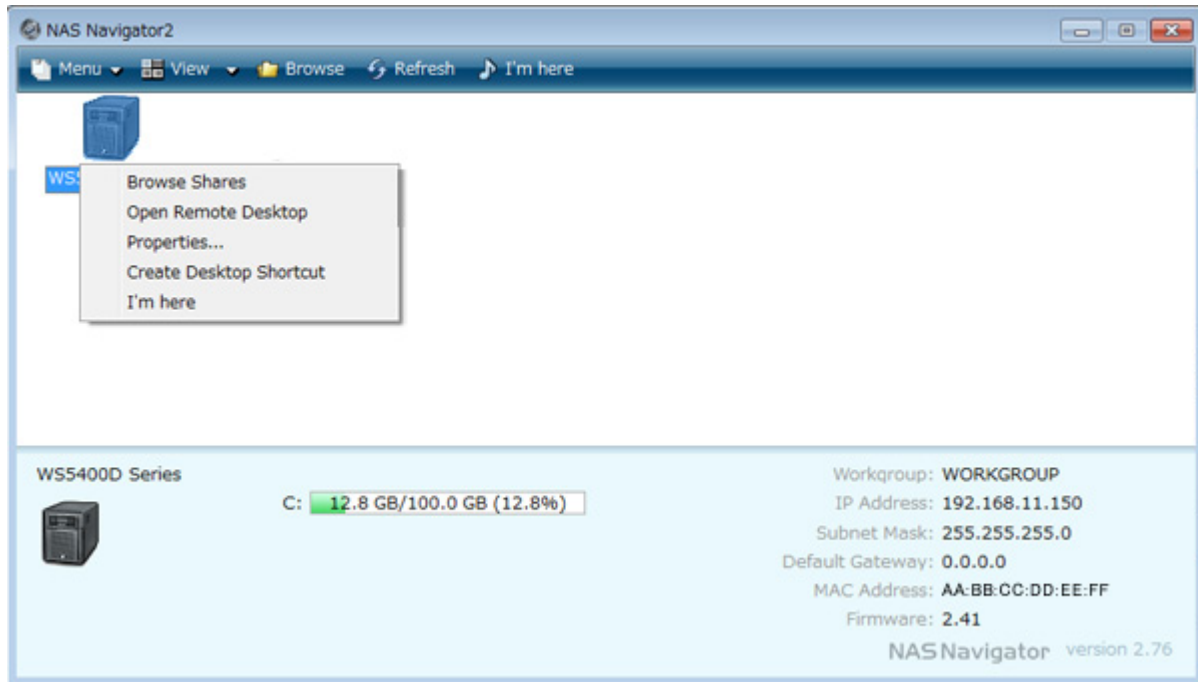 NAS Navigator2
Menu View Browse Refresh I'm here
WS5
Browse Shares
Open Remote Desktop
Properties...
Create Desktop Shortcut
I'm here
WS5400D Series
C: 12.8 GB/100.0 GB (12.8%)
Workgroup: WORKGROUP
IP Address: 192.168.11.150
Subnet Mask: 255.255.255.0
Default Gateway: 0.0.0.0
MAC Address: AA:BB:CC:DD:EE:FF
Firmware: 2.41
NAS Navigator version 2.76